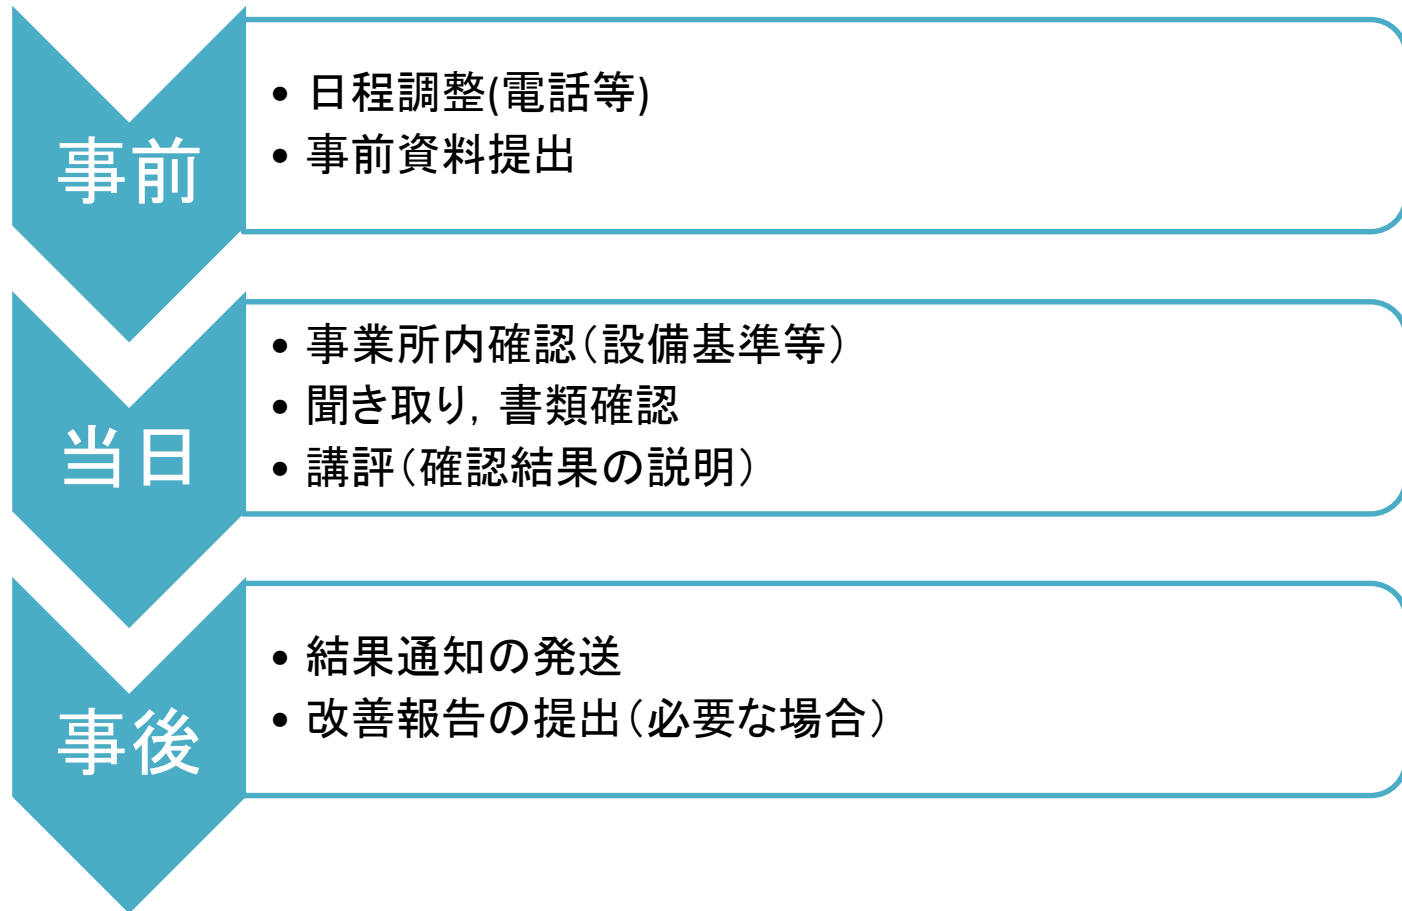 事前
• 日程調整(電話等)
• 事前資料提出
当日
• 事業所内確認（設備基準等）
• 聞き取り，書類確認
• 講評（確認結果の説明）
事後
• 結果通知の発送
• 改善報告の提出（必要な場合）